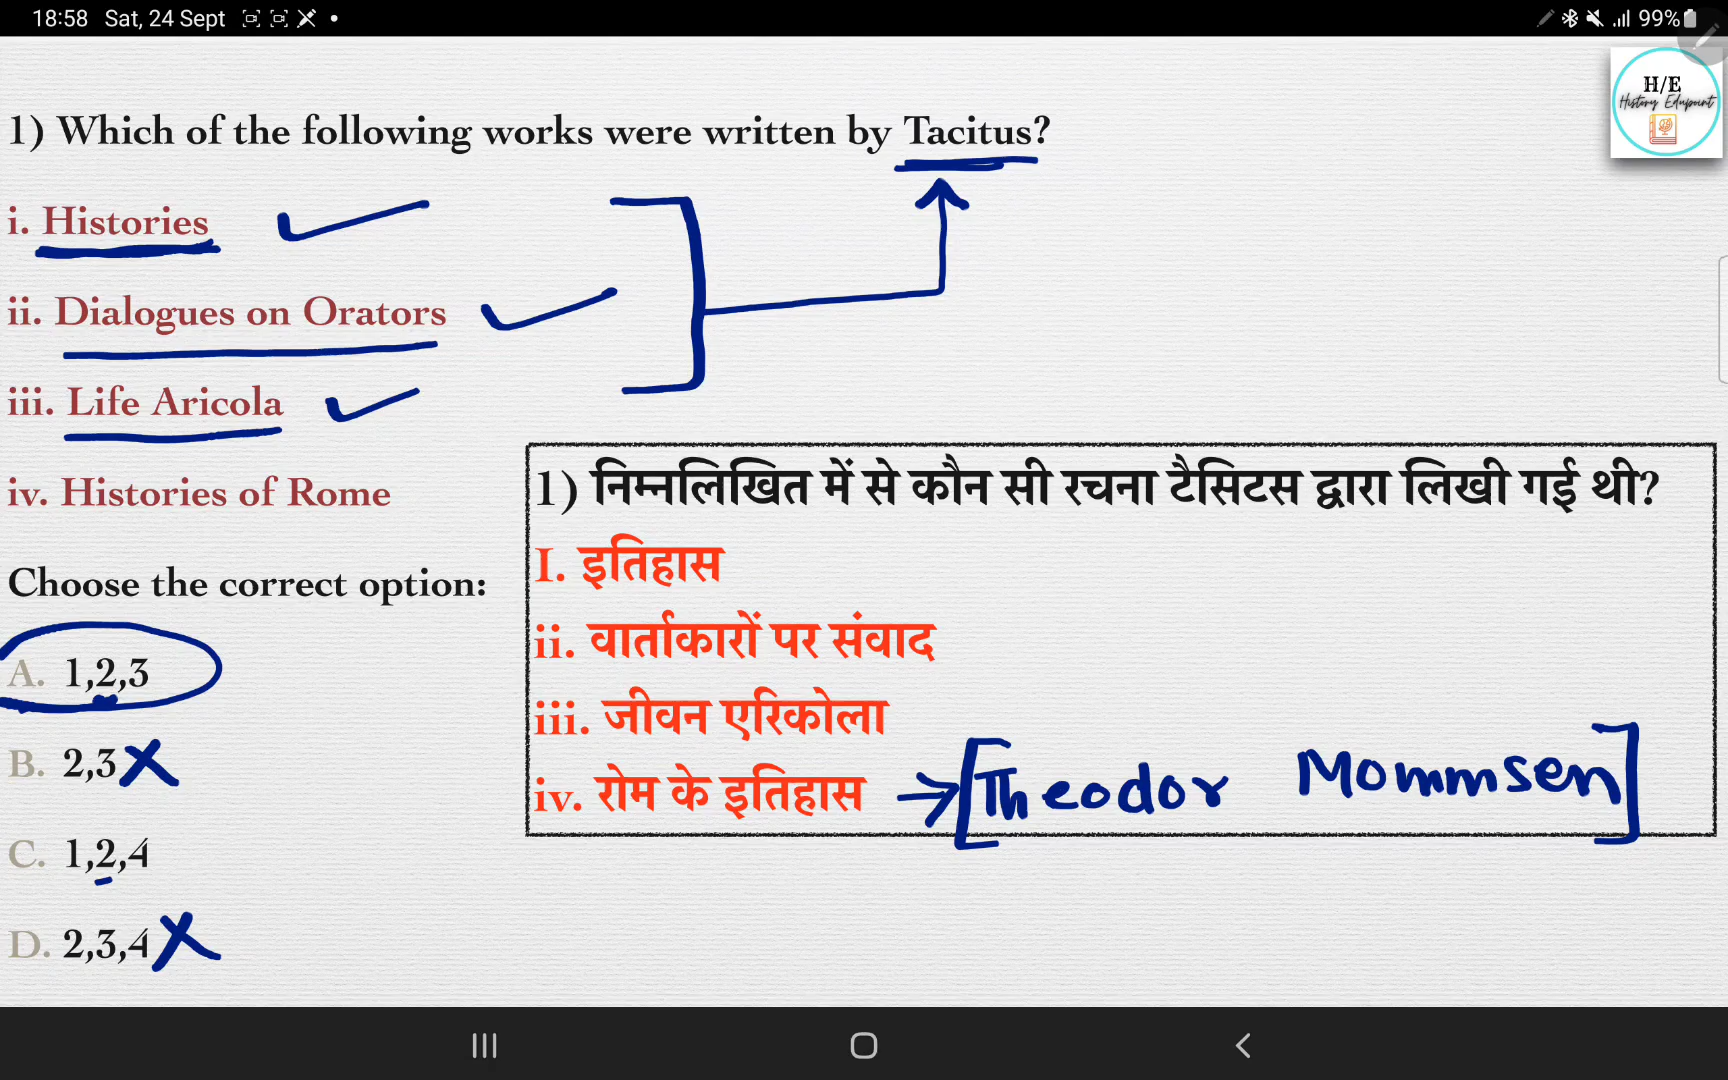 18:58 Sat, 24 Sept
99%
H/E
History Edupoint
1) Which of the following works were written by Tacitus?
i. Histories
ii. Dialogues on Orators
iii. Life Aricola
iv. Histories of Rome
Choose the correct option:
A. 1,2,3
B. 2,3
C. 1,2,4
D. 2,3,4
1) निम्नलिखित में से कौन सी रचना टैसिटस द्वारा लिखी गई थी?
I. इतिहास
ii. वार्ताकारों पर संवाद
iii. जीवन एरिकोला
iv. रोम के इतिहास → [Theodor Mommsen]